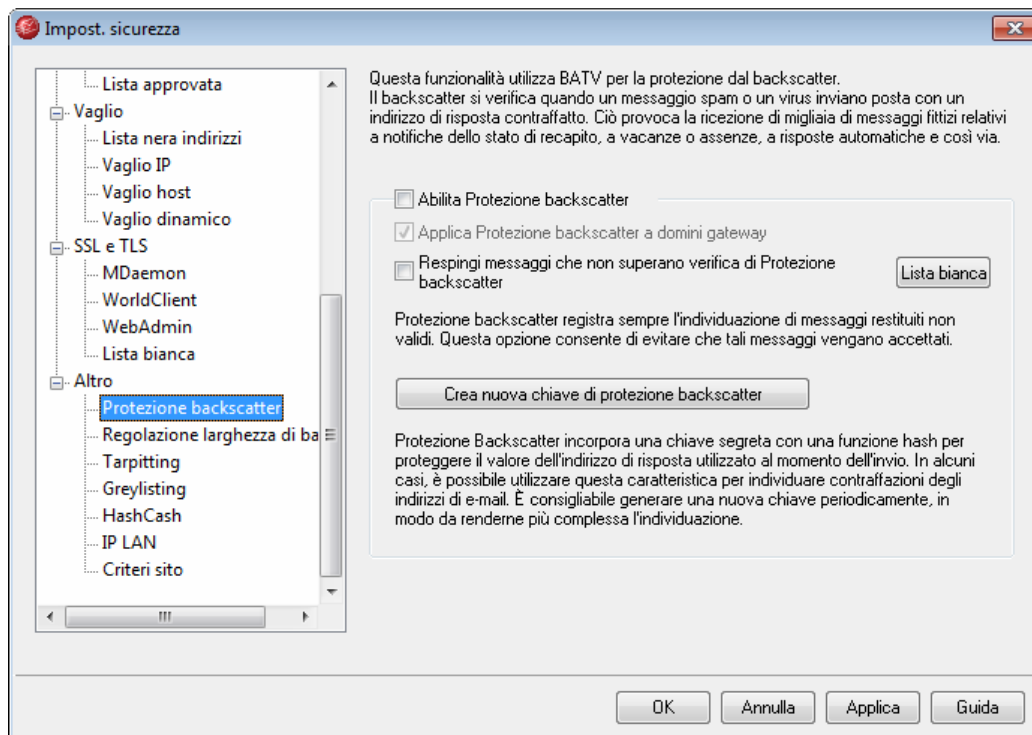 Impost. sicurezza
Lista approvata
Vaglio
Lista nera indirizzi
Vaglio IP
Vaglio host
Vaglio dinamico
SSL e TLS
MDaemon
WorldClient
WebAdmin
Lista bianca
Altro
Protezione backscatter
Regolazione larghezza di ba
Tarpitting
Greylisting
HashCash
IP LAN
Criteri sito
Questa funzionalità utilizza BATV per la protezione dal backscatter.
Il backscatter si verifica quando un messaggio spam o un virus inviano posta con un
indirizzo di risposta contraffatto. Ciò provoca la ricezione di migliaia di messaggi fittizi relativi
a notifiche dello stato di recapito, a vacanze o assenze, a risposte automatiche e così via.
Abilita Protezione backscatter
Applica Protezione backscatter a domini gateway
Respingi messaggi che non superano verifica di Protezione
backscatter
Lista bianca
Protezione backscatter registra sempre l'individuazione di messaggi restituiti non
validi. Questa opzione consente di evitare che tali messaggi vengano accettati.
Crea nuova chiave di protezione backscatter
Protezione Backscatter incorpora una chiave segreta con una funzione hash per
proteggere il valore dell'indirizzo di risposta utilizzato al momento dell'invio. In alcuni
casi, è possibile utilizzare questa caratteristica per individuare contraffazioni degli
indirizzi di e-mail. È consigliabile generare una nuova chiave periodicamente, in
modo da renderne più complessa l'individuazione.
OK
Annulla
Applica
Guida